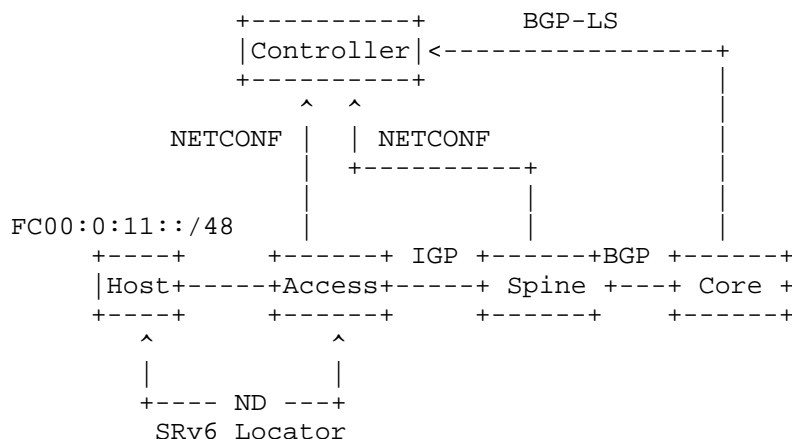 BGP-LS
Controller
NETCONF NETCONF
FC00:0:11::/48
IGP BGP
Host Access Spine Core
ND
SRv6 Locator